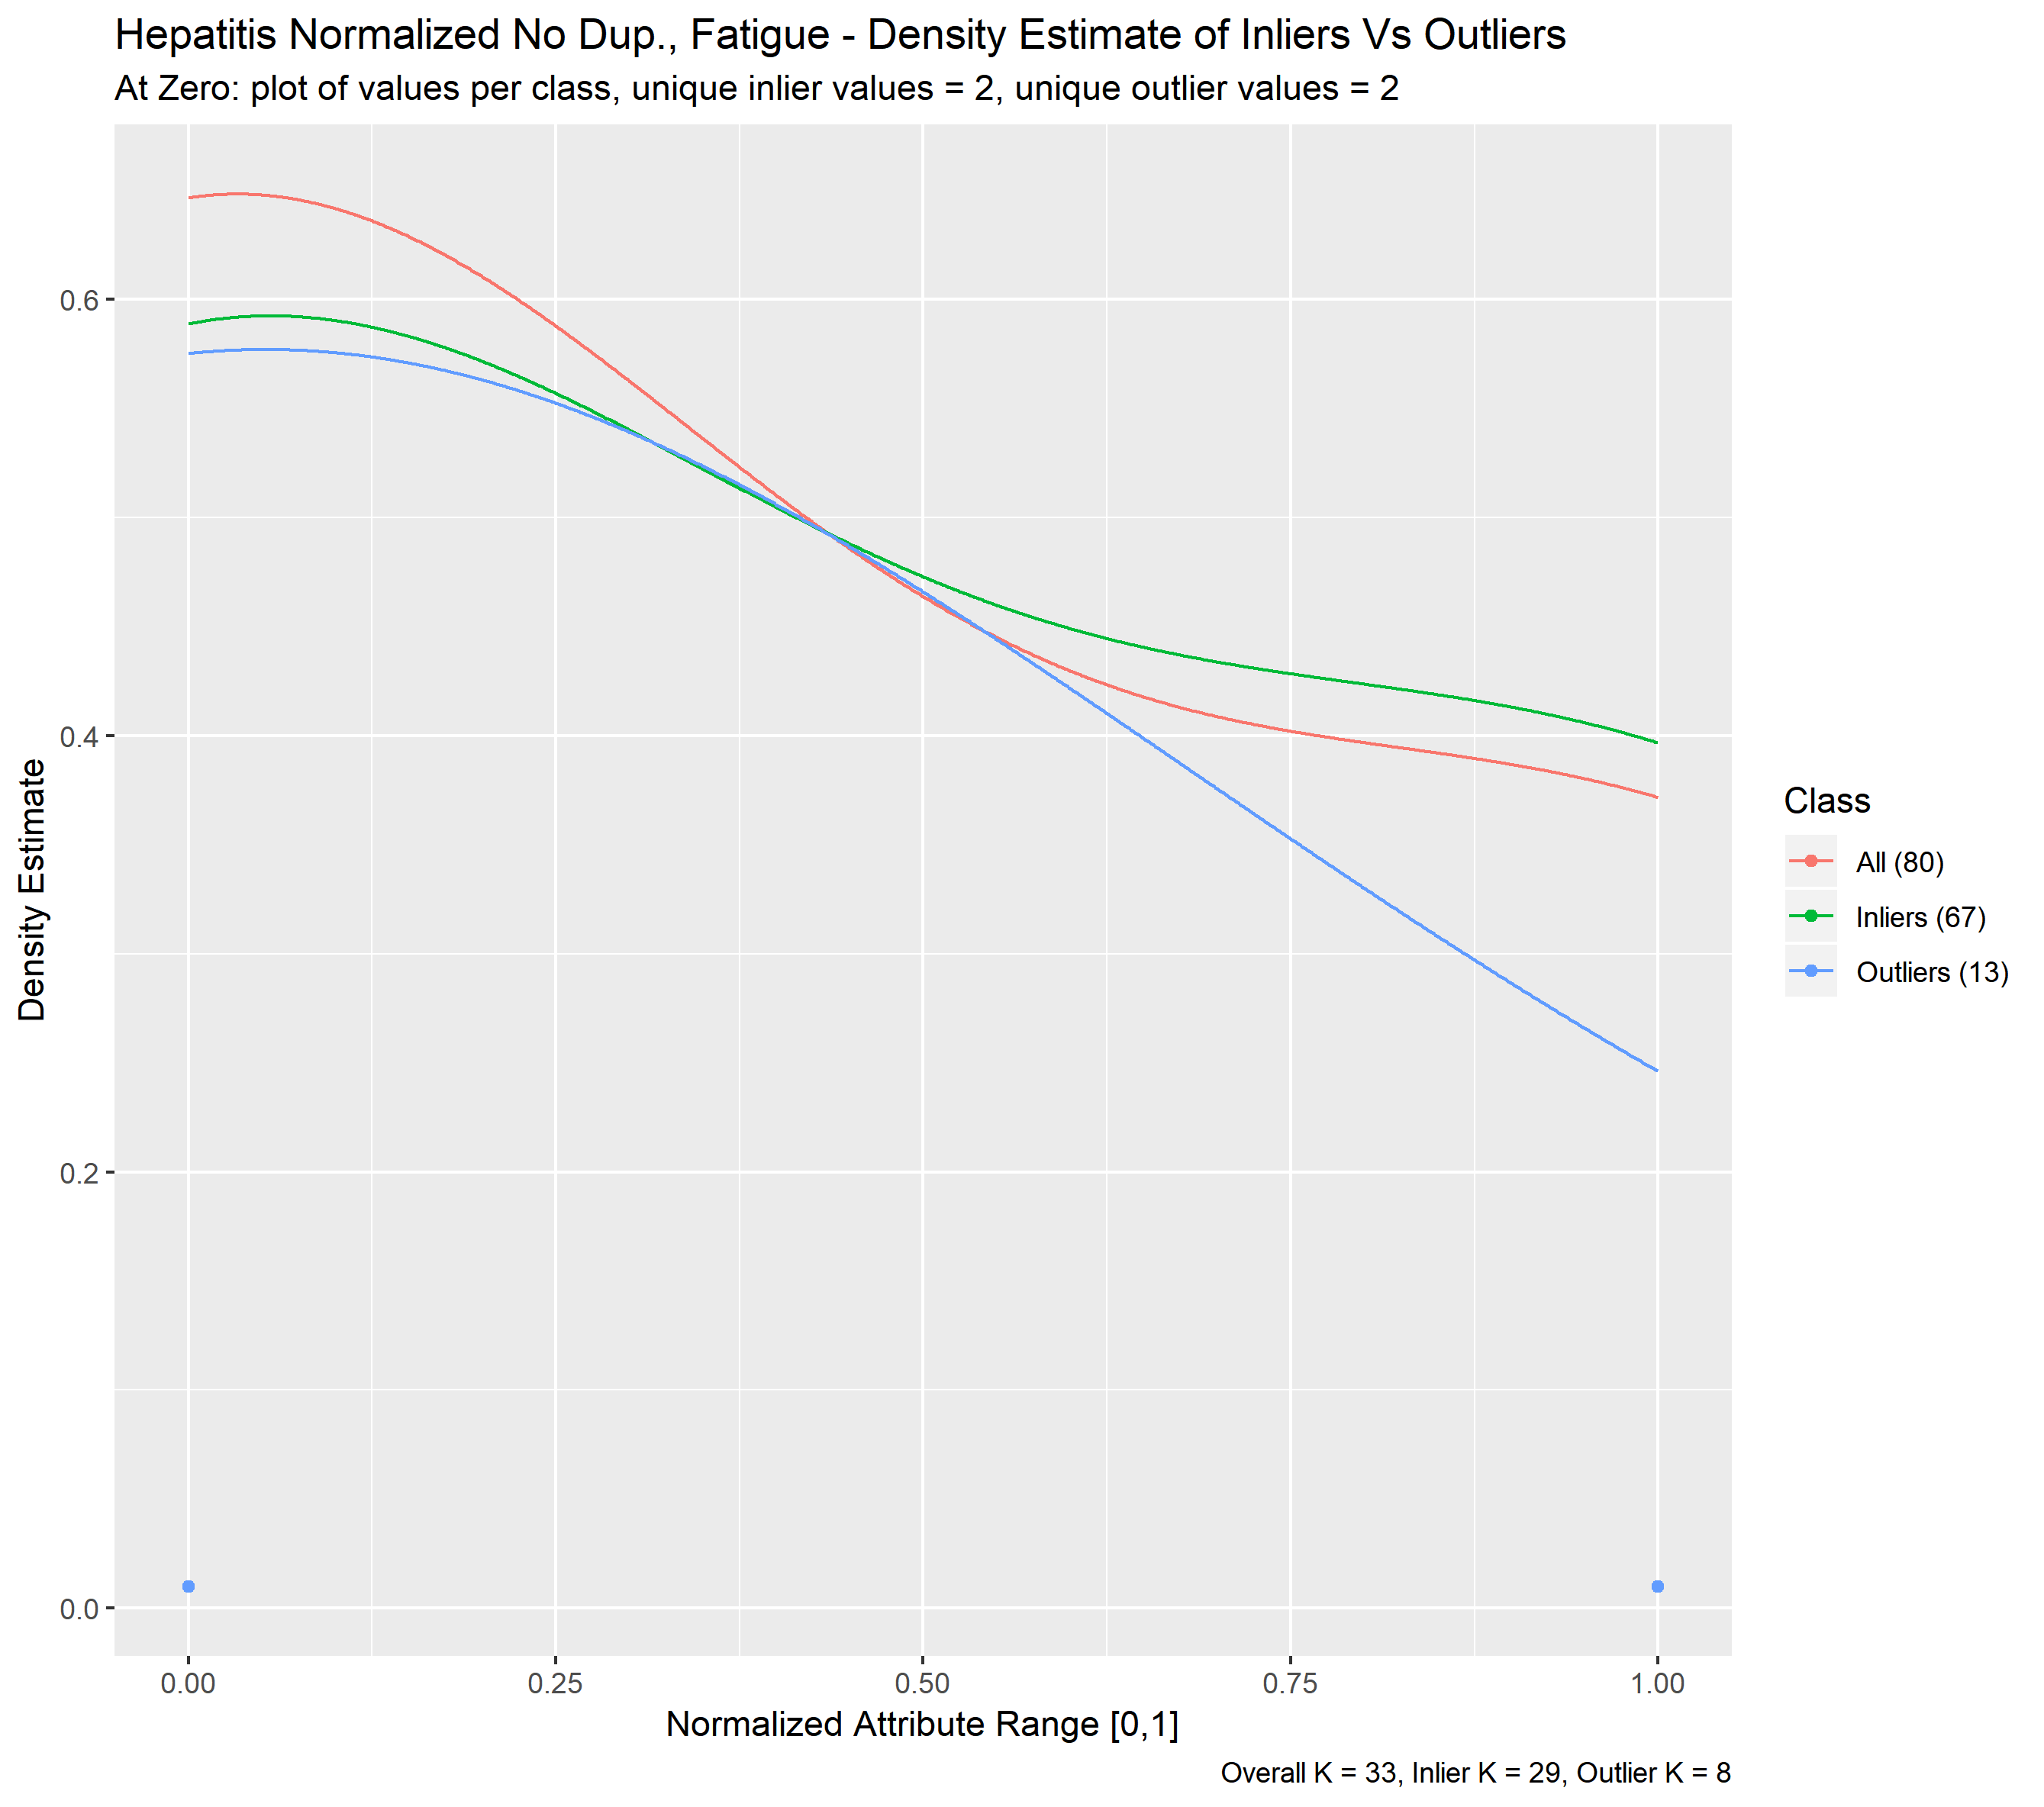 Hepatitis Normalized No Dup., Fatigue - Density Estimate of Inliers Vs Outliers
At Zero: plot of values per class, unique inlier values = 2, unique outlier values = 2
Density Estimate
0.6
0.4
0.2
0.0
0.00
0.25
0.50
0.75
1.00
Normalized Attribute Range [0,1]
Class
All (80)
Inliers (67)
Outliers (13)
Overall K = 33, Inlier K = 29, Outlier K = 8